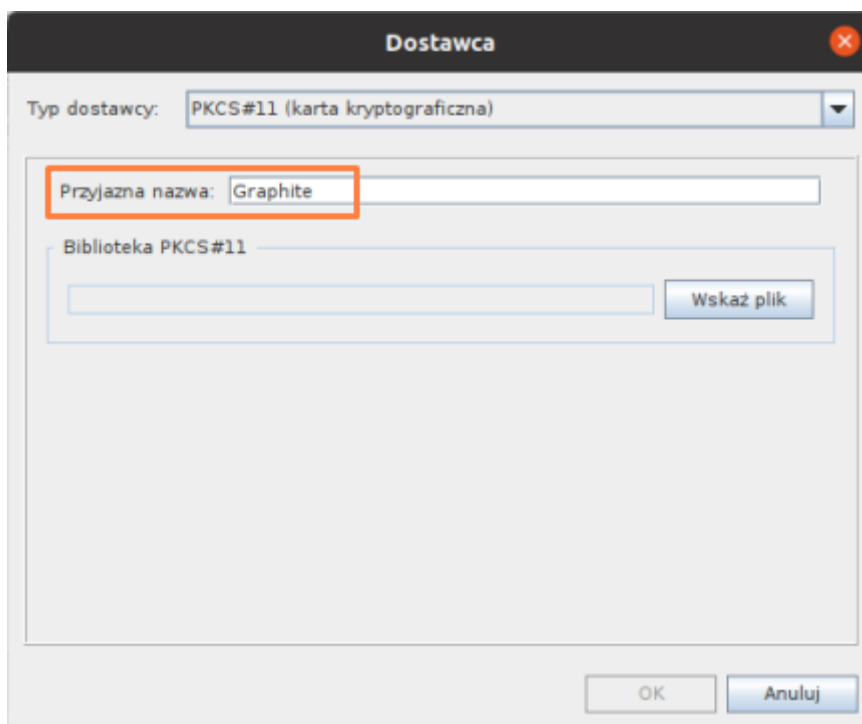 Dostawca
Typ dostawcy: PKCS#11 (karta kryptograficzna)
Przyjazna nazwa: Graphite
Biblioteka PKCS#11
Wskaż plik
OK Anuluj